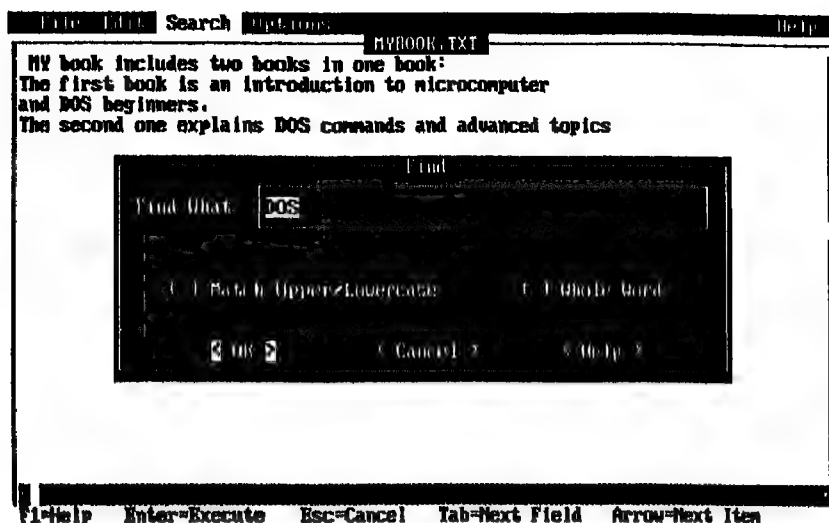 File Edit Search Options Help
MYBOOK.TXT
MY book includes two books in one book:
The first book is an introduction to microcomputer
and DOS beginners.
The second one explains DOS commands and advanced topics
Find
Find What: DOS
[ ] Match Upper/Lowercase [ ] Whole Word
< OK > < Cancel > < Help >
F1=Help Enter=Execute Esc=Cancel Tab=Next Field Arrow=Next Item